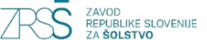 ZRSŠ
ZAVOD
REPUBLIKE SLOVENIJE
ZA ŠOLSTVO